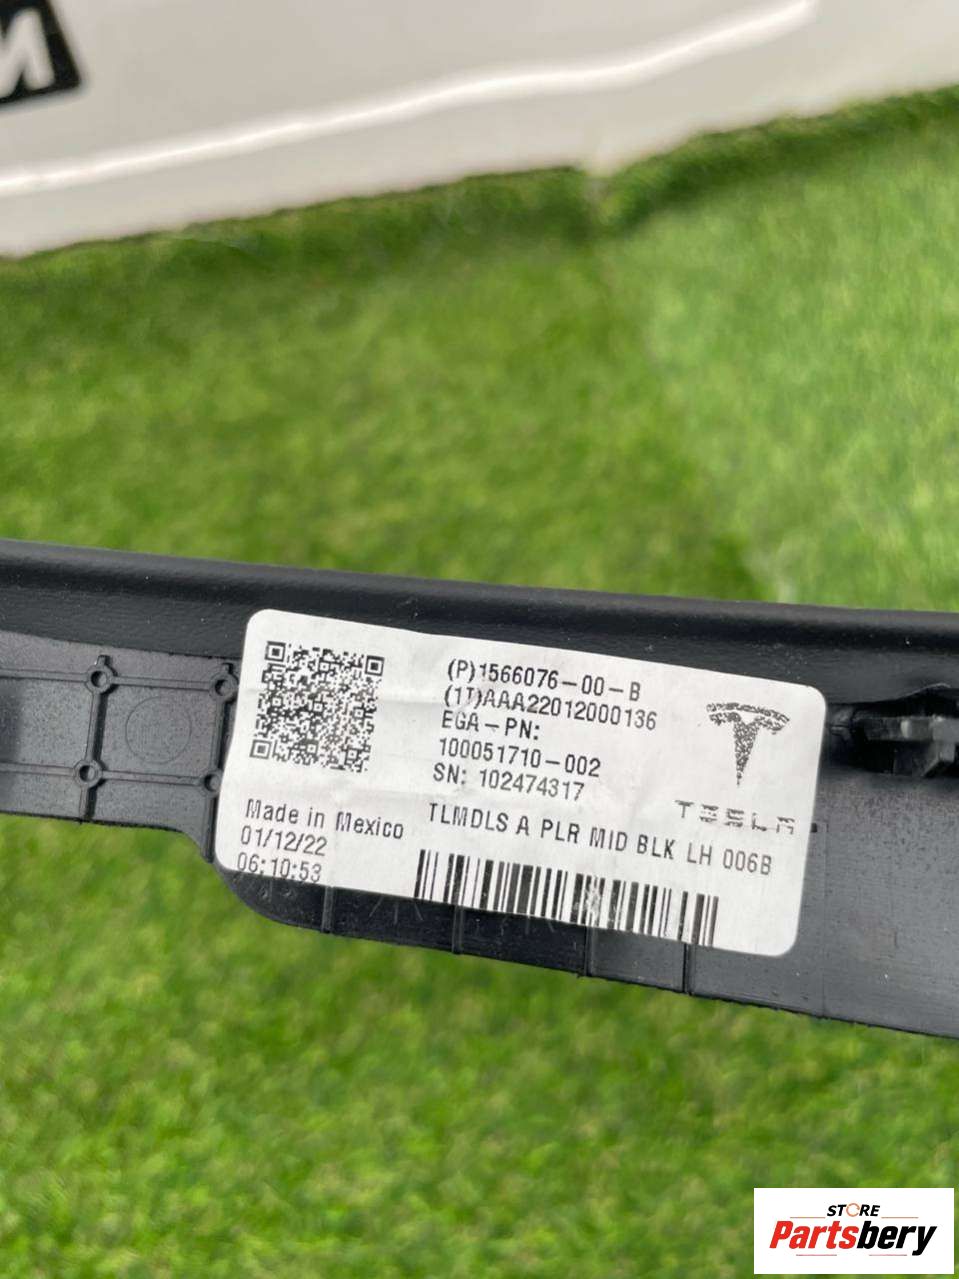 (P)1566076-00-B
(1T)AAA22012000136
EGA-PN:
100051710-002
SN: 102474317
TESLA
Made in Mexico
01/12/22
06:10:53
TLMDLS A PLR MID BLK LH 006B
STORE
Partsbery